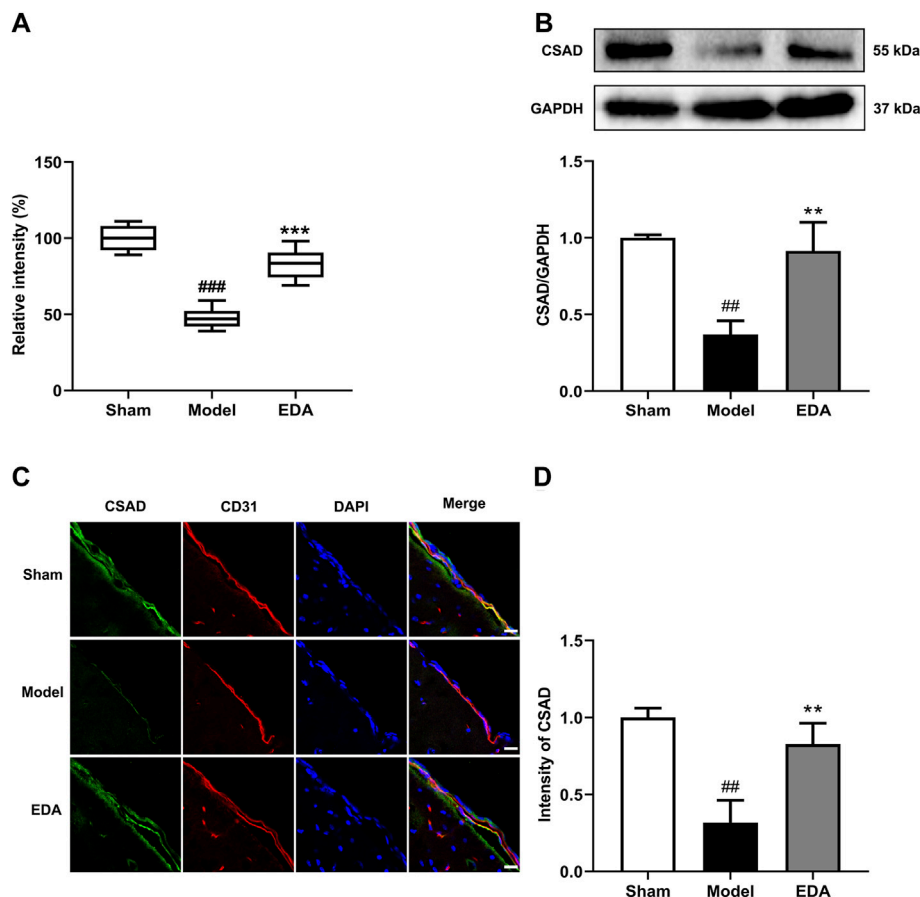 A
Relative intensity (%)
150
100
50
0
###
***
Sham Model EDA
B
CSAD 55 kDa
GAPDH 37 kDa
CSAD/GAPDH
1.5
1.0
0.5
0.0
##
**
Sham Model EDA
C
CSAD CD31 DAPI Merge
Sham
Model
EDA
D
Intensity of CSAD
1.5
1.0
0.5
0.0
##
**
Sham Model EDA